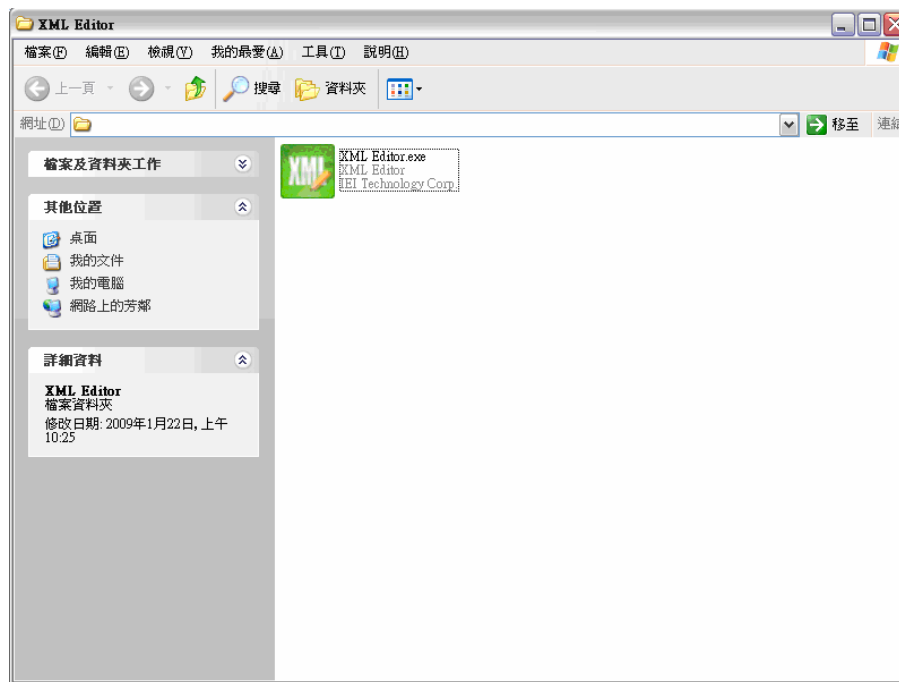 XML Editor
檔案(F) 編輯(E) 檢視(V) 我的最愛(A) 工具(T) 說明(H)
上一頁 搜尋 資料夾
網址(D) 移至 連結
檔案及資料夾工作
其他位置
桌面
我的文件
我的電腦
網路上的芳鄰
詳細資料
XML Editor
檔案資料夾
修改日期: 2009年1月22日, 上午
10:25
XML
XML Editor.exe
XML Editor
IEI Technology Corp.